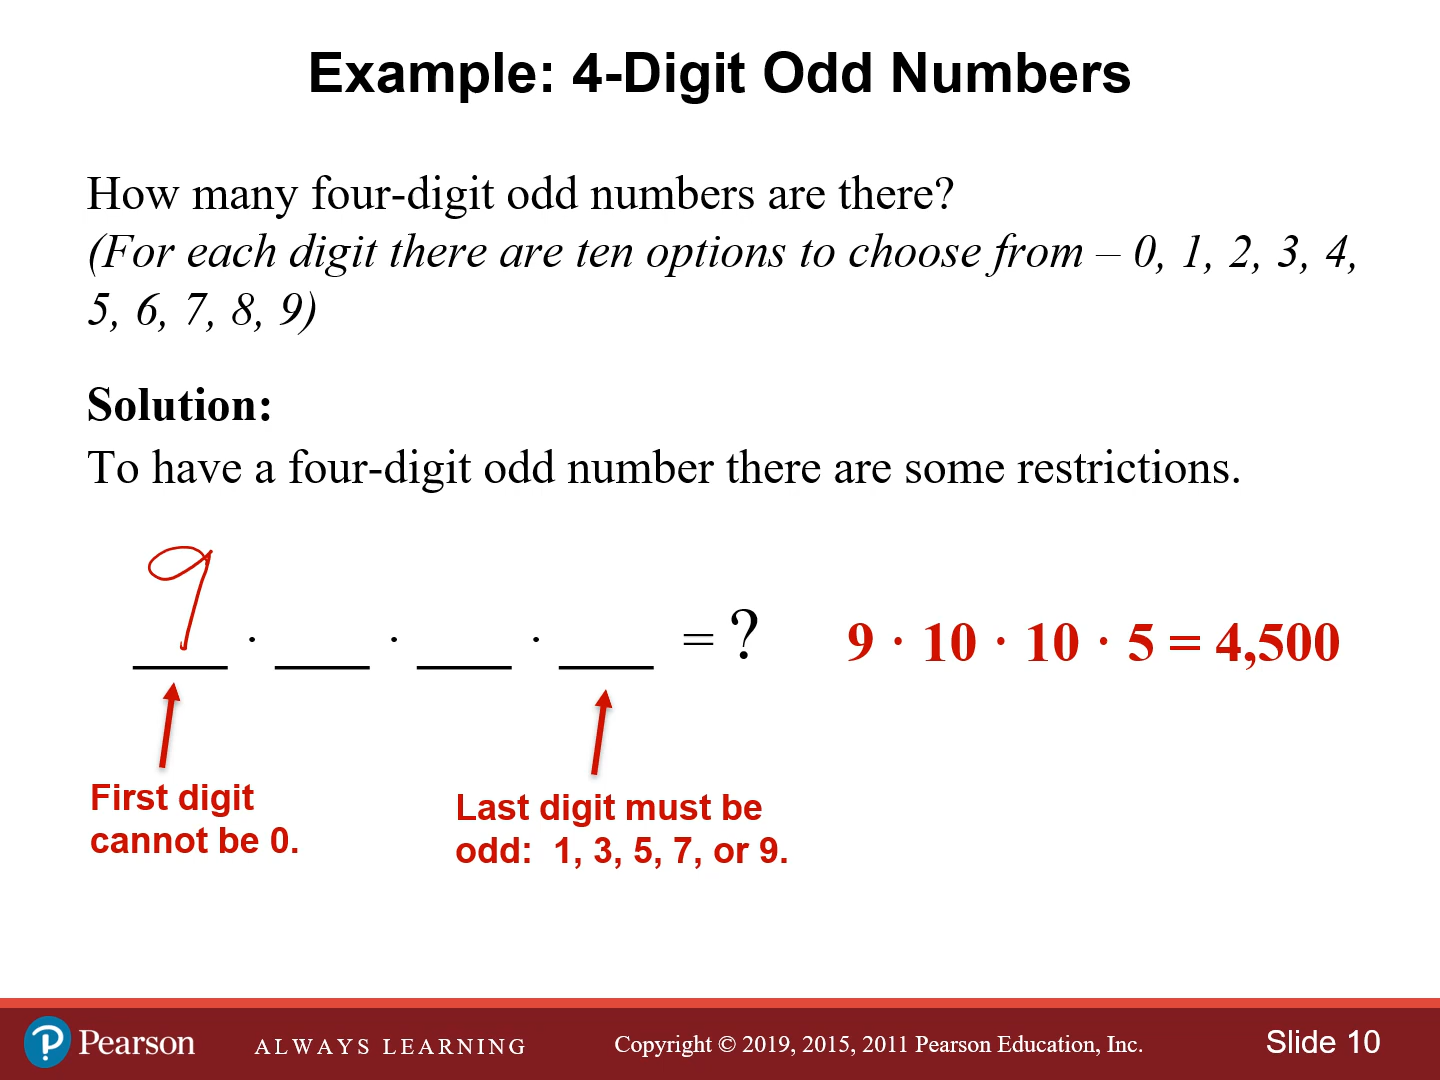 Example: 4-Digit Odd Numbers
How many four-digit odd numbers are there?
(For each digit there are ten options to choose from – 0, 1, 2, 3, 4,
5, 6, 7, 8, 9)
Solution:
To have a four-digit odd number there are some restrictions.
9 · ___ · ___ · ___ = ? 9 · 10 · 10 · 5 = 4,500
First digit
cannot be 0.
Last digit must be
odd: 1, 3, 5, 7, or 9.
Pearson ALWAYS LEARNING Copyright © 2019, 2015, 2011 Pearson Education, Inc. Slide 10